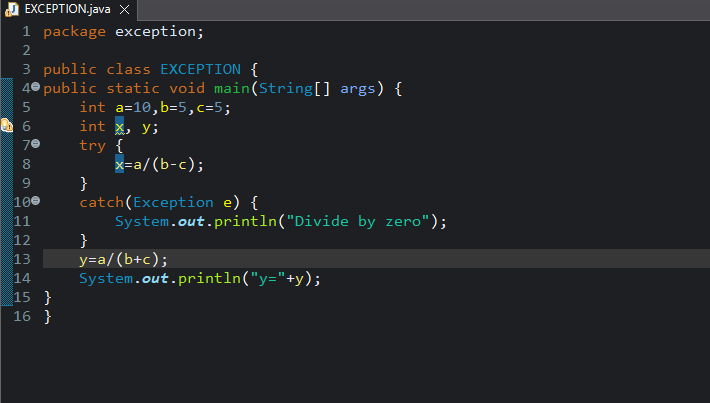 EXCEPTION.java
1 package exception;
2
3 public class EXCEPTION {
4 public static void main(String[] args) {
5     int a=10,b=5,c=5;
6     int x, y;
7     try {
8         x=a/(b-c);
9     }
10     catch(Exception e) {
11         System.out.println("Divide by zero");
12     }
13     y=a/(b+c);
14     System.out.println("y="+y);
15 }
16 }